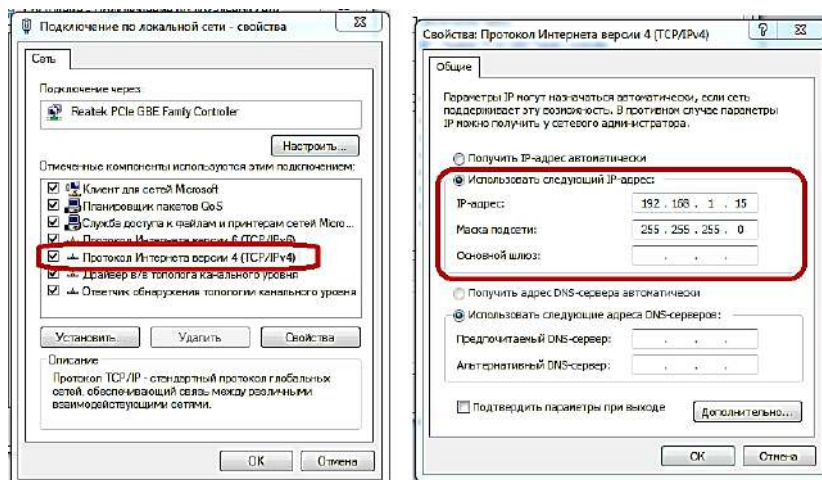 Подключение по локальной сети - свойства
Сеть
Подключение через:
Realtek PCIe GBE Family Controller
Настроить...
Отмеченные компоненты используются этим подключением:
Клиент для сетей Microsoft
Планировщик пакетов QoS
Служба доступа к файлам и принтерам сетей Micro...
Протокол Интернета версии 6 (TCP/IPv6)
Протокол Интернета версии 4 (TCP/IPv4)
Драйвер в/в тополога канального уровня
Ответчик обнаружения топологии канального уровня
Установить...
Удалить
Свойства
Описание
Протокол TCP/IP - стандартный протокол глобальных
сетей, обеспечивающий связь между различными
взаимодействующими сетями.
OK
Отмена
Свойства: Протокол Интернета версии 4 (TCP/IPv4)
Общие
Параметры IP могут назначаться автоматически, если сеть
поддерживает эту возможность. В противном случае параметры
IP можно получить у сетевого администратора.
Получить IP-адрес автоматически
Использовать следующий IP-адрес:
IP-адрес:
192 . 168 . 1 . 15
Маска подсети:
255 . 255 . 255 . 0
Основной шлюз:
Получить адрес DNS-сервера автоматически
Использовать следующие адреса DNS-серверов:
Предпочитаемый DNS-сервер:
Альтернативный DNS-сервер:
Подтвердить параметры при выходе
Дополнительно...
OK
Отмена